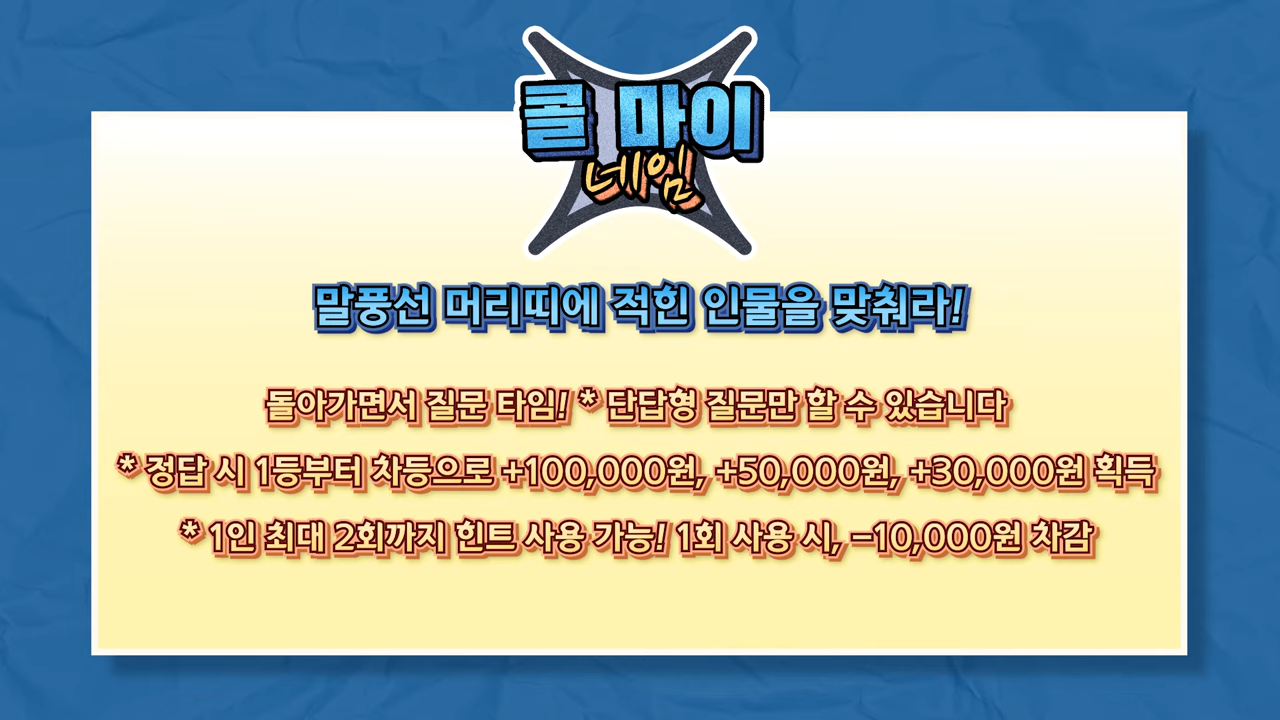 콜 마이
네임
말풍선 머리띠에 적힌 인물을 맞춰라!
돌아가면서 질문 타임! * 단답형 질문만 할 수 있습니다
* 정답 시 1등부터 차등으로 +100,000원, +50,000원, +30,000원 획득
* 1인 최대 2회까지 힌트 사용 가능! 1회 사용 시, -10,000원 차감